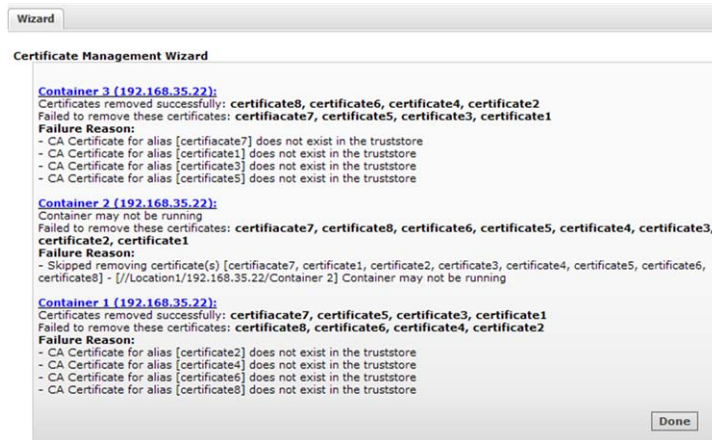 Wizard
Certificate Management Wizard
Container 3 (192.168.35.22):
Certificates removed successfully: certificate8, certificate6, certificate4, certificate2
Failed to remove these certificates: certifiacate7, certificate5, certificate3, certificate1
Failure Reason:
- CA Certificate for alias [certifiacate7] does not exist in the truststore
- CA Certificate for alias [certificate1] does not exist in the truststore
- CA Certificate for alias [certificate3] does not exist in the truststore
- CA Certificate for alias [certificate5] does not exist in the truststore
Container 2 (192.168.35.22):
Container may not be running
Failed to remove these certificates: certifiacate7, certificate8, certificate6, certificate5, certificate4, certificate3,
certificate2, certificate1
Failure Reason:
- Skipped removing certificate(s) [certifiacate7, certificate1, certificate2, certificate3, certificate4, certificate5, certificate6,
certificate8] - [//Location1/192.168.35.22/Container 2] Container may not be running
Container 1 (192.168.35.22):
Certificates removed successfully: certifiacate7, certificate5, certificate3, certificate1
Failed to remove these certificates: certificate8, certificate6, certificate4, certificate2
Failure Reason:
- CA Certificate for alias [certificate2] does not exist in the truststore
- CA Certificate for alias [certificate4] does not exist in the truststore
- CA Certificate for alias [certificate6] does not exist in the truststore
- CA Certificate for alias [certificate8] does not exist in the truststore
Done